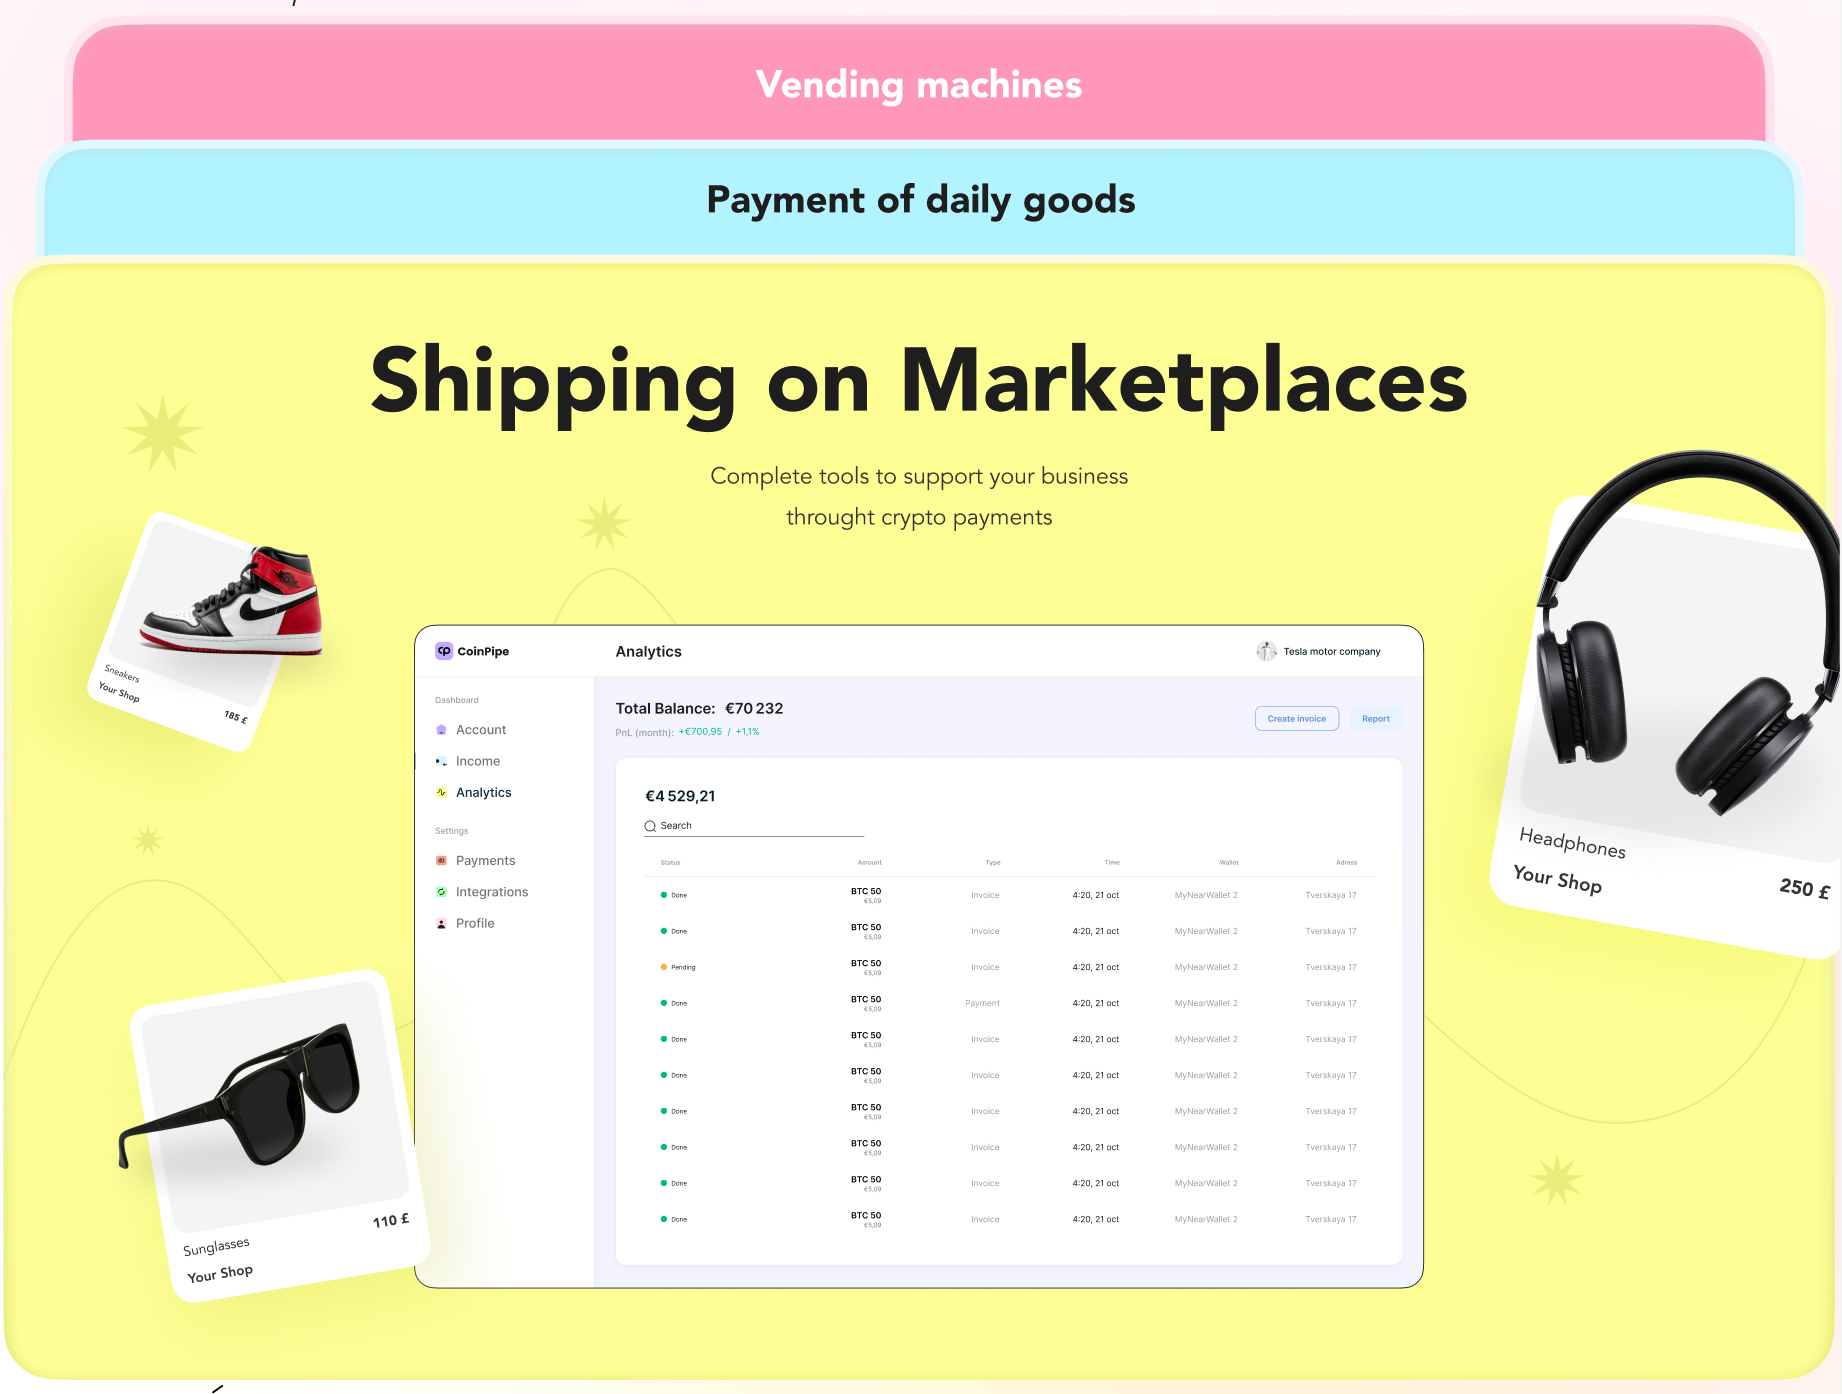 Vending machines
Payment of daily goods
Shipping on Marketplaces
Complete tools to support your business
throught crypto payments
Sneakers
Your Shop
185 £
Headphones
Your Shop
250 £
Sunglasses
Your Shop
110 £
CoinPipe
Analytics
Tesla motor company
Dashboard
Account
Income
Analytics
Settings
Payments
Integrations
Profile
Total Balance: €70 232
PnL (month): +€700,95 / +1,1%
Create invoice
Report
€4 529,21
Search
Status Amount Type Time Wallet Adress
Done BTC 50 Invoice 4:20, 21 oct MyNearWallet 2 Tverskaya 17
€5,09
Done BTC 50 Invoice 4:20, 21 oct MyNearWallet 2 Tverskaya 17
€5,09
Pending BTC 50 Invoice 4:20, 21 oct MyNearWallet 2 Tverskaya 17
€5,09
Done BTC 50 Payment 4:20, 21 oct MyNearWallet 2 Tverskaya 17
€5,09
Done BTC 50 Invoice 4:20, 21 oct MyNearWallet 2 Tverskaya 17
€5,09
Done BTC 50 Invoice 4:20, 21 oct MyNearWallet 2 Tverskaya 17
€5,09
Done BTC 50 Invoice 4:20, 21 oct MyNearWallet 2 Tverskaya 17
€5,09
Done BTC 50 Invoice 4:20, 21 oct MyNearWallet 2 Tverskaya 17
€5,09
Done BTC 50 Invoice 4:20, 21 oct MyNearWallet 2 Tverskaya 17
€5,09
Done BTC 50 Invoice 4:20, 21 oct MyNearWallet 2 Tverskaya 17
€5,09